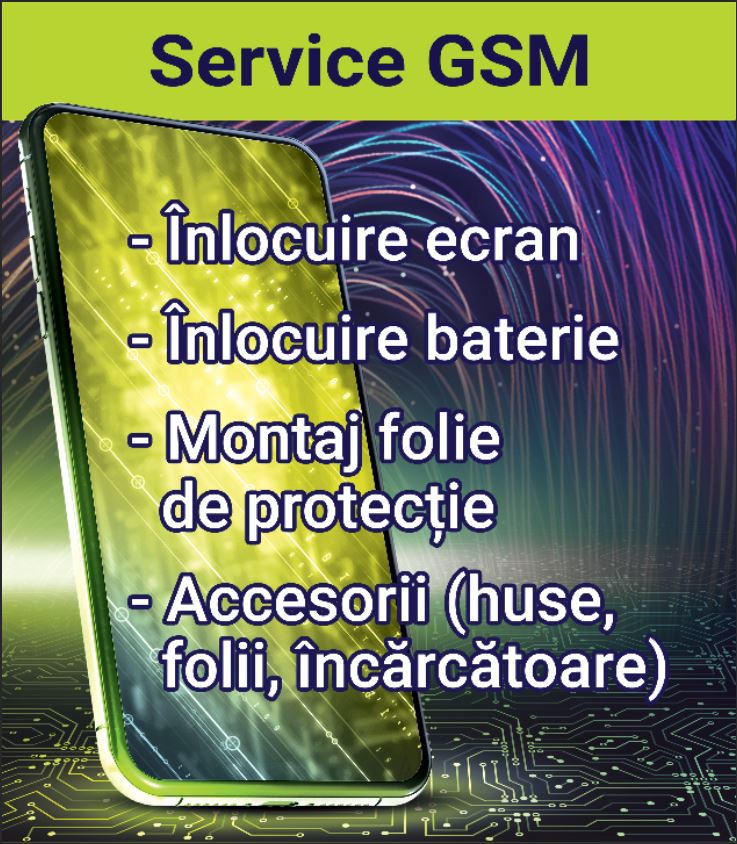 Service GSM
- Înlocuire ecran
- Înlocuire baterie
- Montaj folie
de protecție
- Accesorii (huse,
folii, încărcătoare)